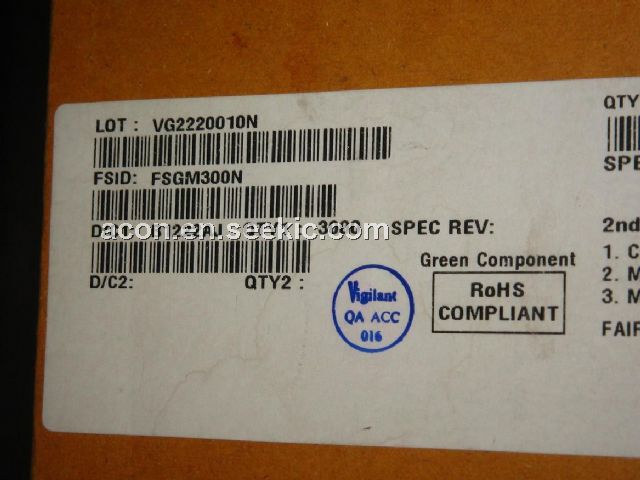 LOT : VG2220010N
FSID: FSGM300N
SPEC REV:
acon.en.seekic.com
D/C2: QTY2 :
Green Component
RoHS
COMPLIANT
Vigilant
QA ACC
016
QTY
SPE
2nd
1. C
2. M
3. M
FAIF